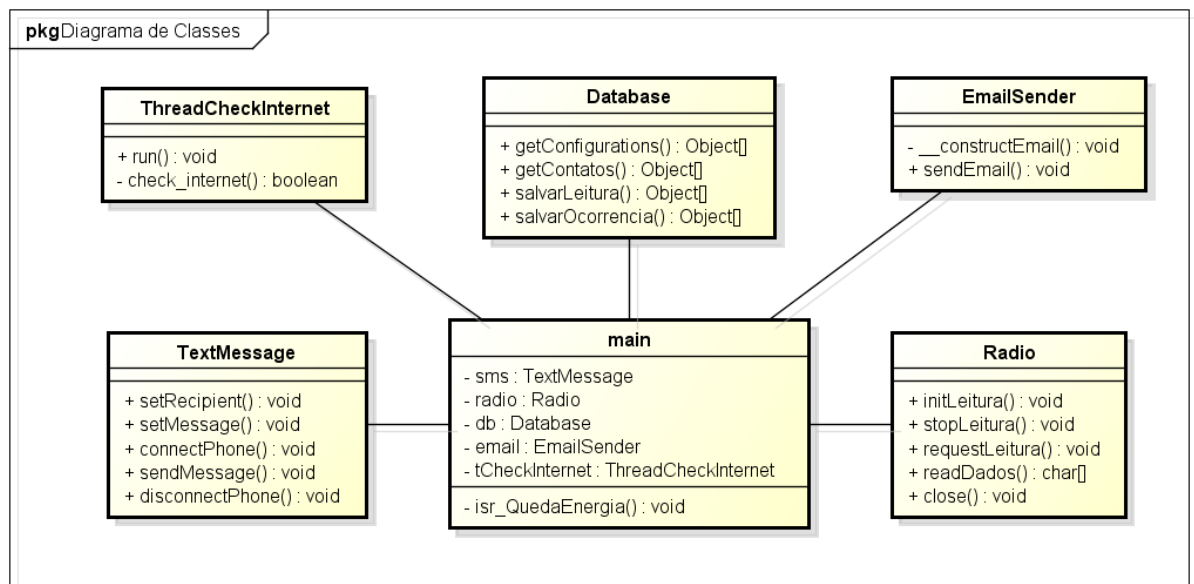 pkgDiagrama de Classes
ThreadCheckInternet
+ run() : void
- check_internet() : boolean
Database
+ getConfigurations() : Object[]
+ getContatos() : Object[]
+ salvarLeitura() : Object[]
+ salvarOcorrencia() : Object[]
EmailSender
- __constructEmail() : void
+ sendEmail() : void
TextMessage
+ setRecipient() : void
+ setMessage() : void
+ connectPhone() : void
+ sendMessage() : void
+ disconnectPhone() : void
main
- sms : TextMessage
- radio : Radio
- db : Database
- email : EmailSender
- tCheckInternet : ThreadCheckInternet
- isr_QuedaEnergia() : void
Radio
+ initLeitura() : void
+ stopLeitura() : void
+ requestLeitura() : void
+ readDados() : char[]
+ close() : void